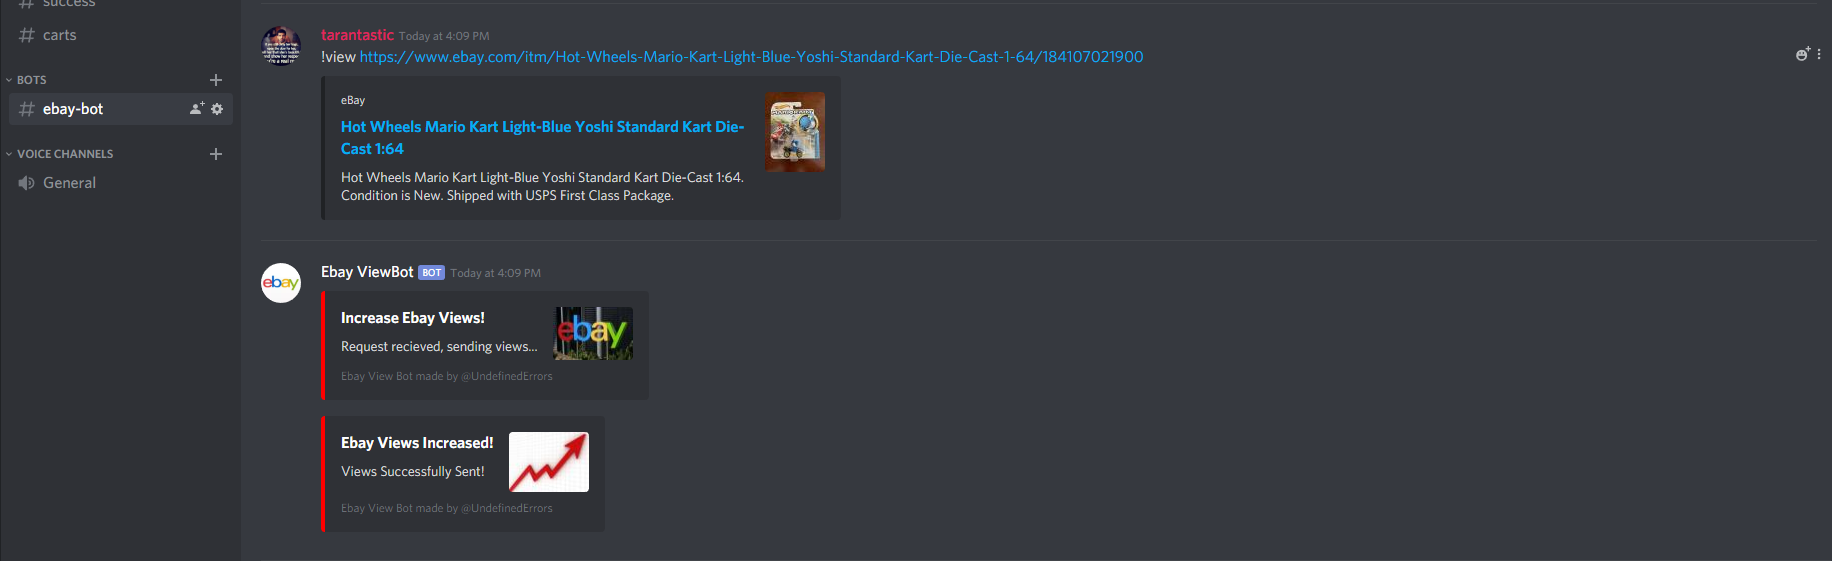 success
carts
BOTS
ebay-bot
VOICE CHANNELS
General
tarantastic Today at 4:09 PM
!view https://www.ebay.com/itm/Hot-Wheels-Mario-Kart-Light-Blue-Yoshi-Standard-Kart-Die-Cast-1-64/184107021900
eBay
Hot Wheels Mario Kart Light-Blue Yoshi Standard Kart Die-
Cast 1:64
Hot Wheels Mario Kart Light-Blue Yoshi Standard Kart Die-Cast 1:64.
Condition is New. Shipped with USPS First Class Package.
ebay
Ebay ViewBot BOT Today at 4:09 PM
Increase Ebay Views!
Request recieved, sending views...
ebay
Ebay View Bot made by @UndefinedErrors
Ebay Views Increased!
Views Successfully Sent!
Ebay View Bot made by @UndefinedErrors